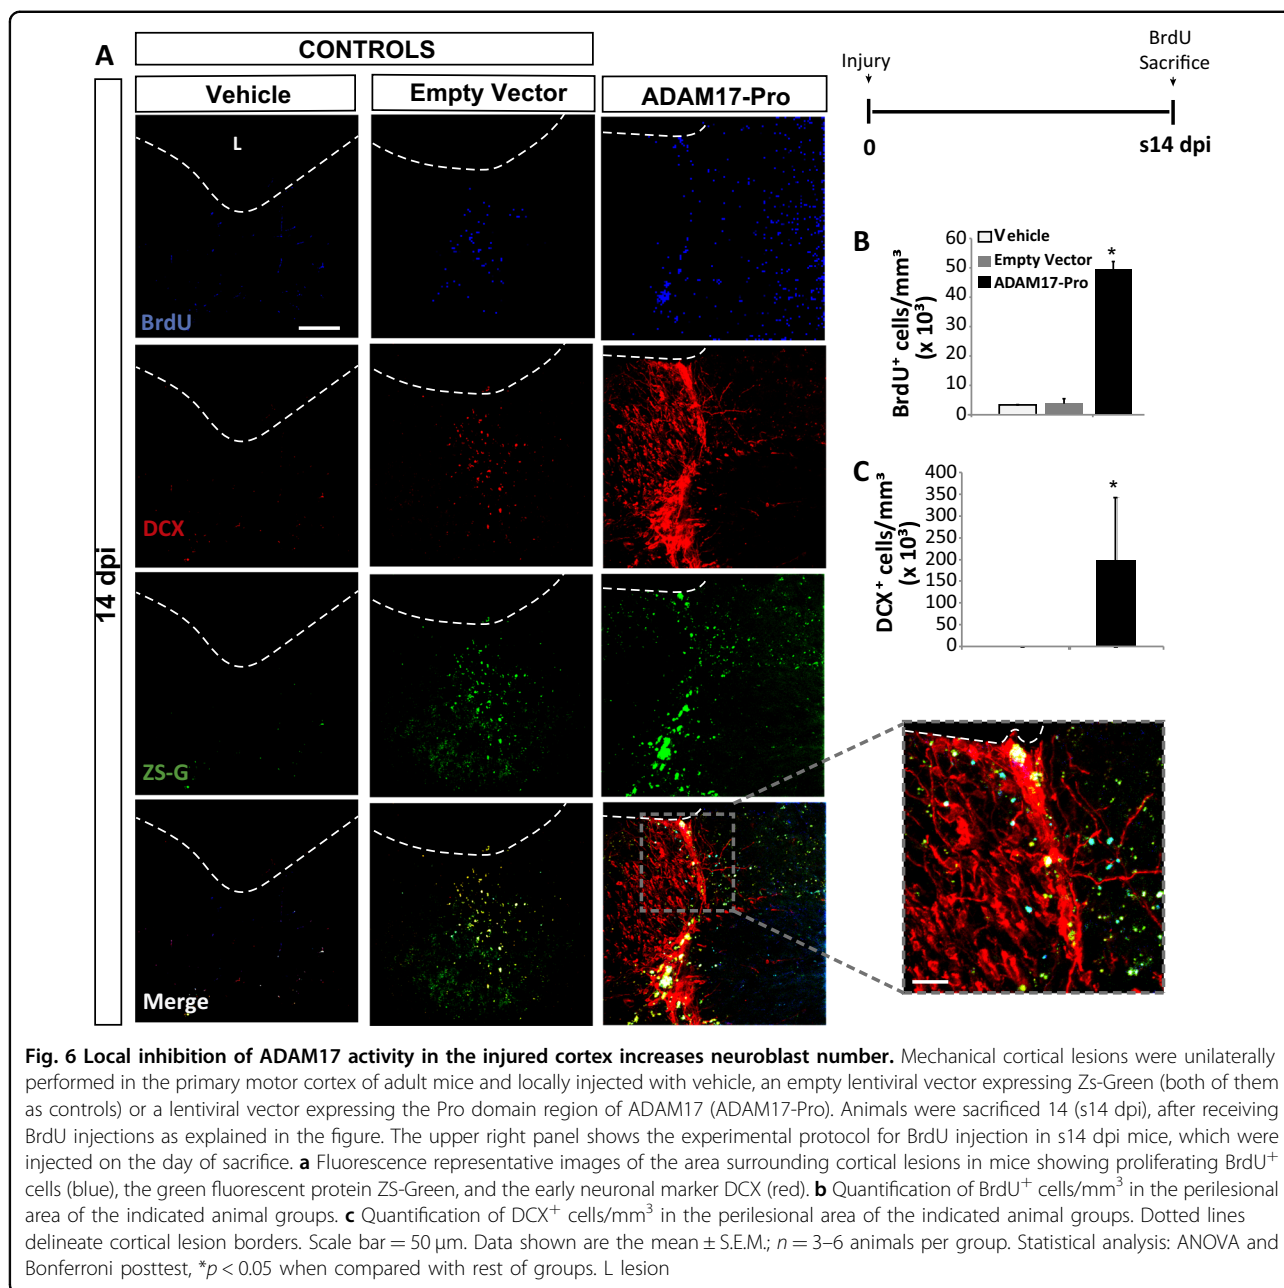 A
CONTROLS
Vehicle
Empty Vector
ADAM17-Pro
14 dpi
L
BrdU
DCX
ZS-G
Merge
Injury
BrdU
Sacrifice
0
s14 dpi
B
Vehicle
Empty Vector
ADAM17-Pro
BrdU⁺ cells/mm³
(x 10³)
60
50
40
30
20
10
0
*
C
DCX⁺ cells/mm³
(x 10³)
400
350
300
250
200
150
100
50
0
*
Fig. 6 Local inhibition of ADAM17 activity in the injured cortex increases neuroblast number. Mechanical cortical lesions were unilaterally
performed in the primary motor cortex of adult mice and locally injected with vehicle, an empty lentiviral vector expressing Zs-Green (both of them
as controls) or a lentiviral vector expressing the Pro domain region of ADAM17 (ADAM17-Pro). Animals were sacrificed 14 (s14 dpi), after receiving
BrdU injections as explained in the figure. The upper right panel shows the experimental protocol for BrdU injection in s14 dpi mice, which were
injected on the day of sacrifice. a Fluorescence representative images of the area surrounding cortical lesions in mice showing proliferating BrdU⁺
cells (blue), the green fluorescent protein ZS-Green, and the early neuronal marker DCX (red). b Quantification of BrdU⁺ cells/mm³ in the perilesional
area of the indicated animal groups. c Quantification of DCX⁺ cells/mm³ in the perilesional area of the indicated animal groups. Dotted lines
delineate cortical lesion borders. Scale bar = 50 µm. Data shown are the mean ± S.E.M.; n = 3–6 animals per group. Statistical analysis: ANOVA and
Bonferroni posttest, *p < 0.05 when compared with rest of groups. L lesion